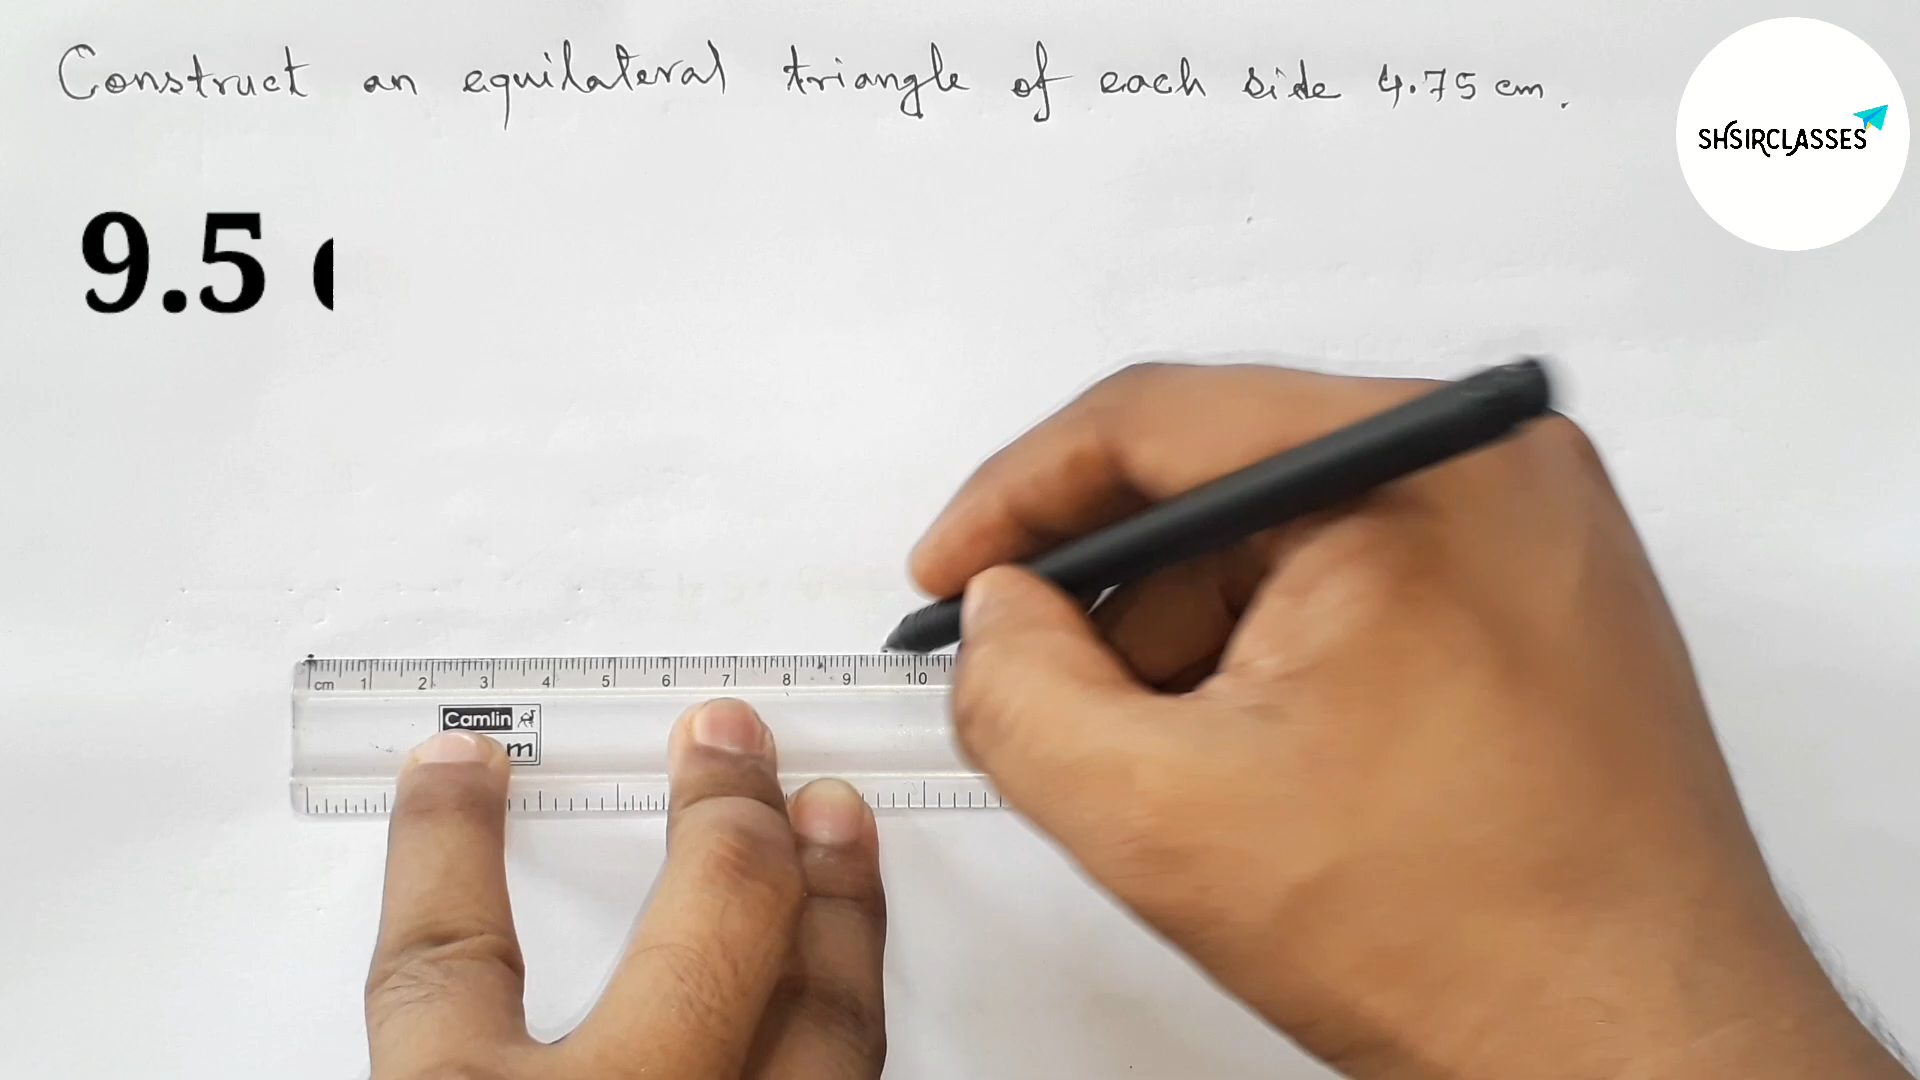 Construct an equilateral triangle of each side 4.75 cm.
SHSIRCLASSES
9.5
cm 1 2 3 4 5 6 7 8 9 10
Camlin
m